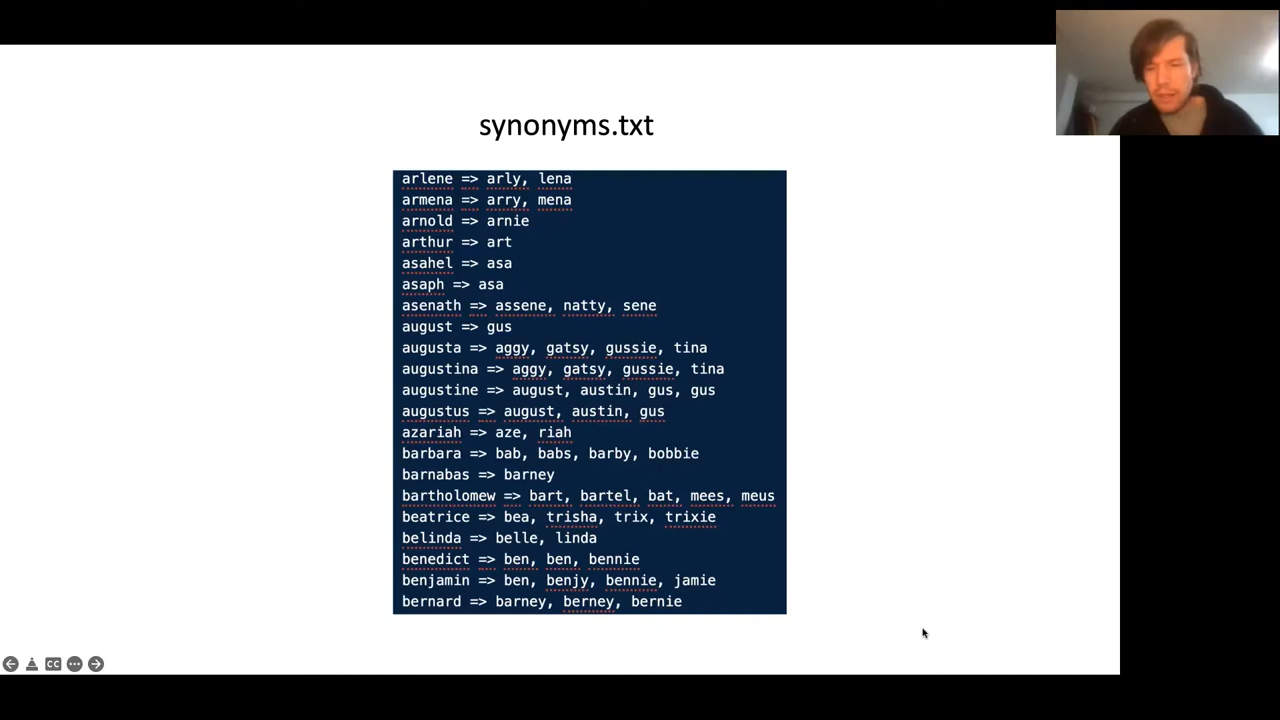 synonyms.txt
arlene => arly, lena
armena => arry, mena
arnold => arnie
arthur => art
asahel => asa
asaph => asa
asenath => assene, natty, sene
august => gus
augusta => aggy, gatsy, gussie, tina
augustina => aggy, gatsy, gussie, tina
augustine => august, austin, gus, gus
augustus => august, austin, gus
azariah => aze, riah
barbara => bab, babs, barby, bobbie
barnabas => barney
bartholomew => bart, bartel, bat, mees, meus
beatrice => bea, trisha, trix, trixie
belinda => belle, linda
benedict => ben, ben, bennie
benjamin => ben, benjy, bennie, jamie
bernard => barney, berney, bernie
CC